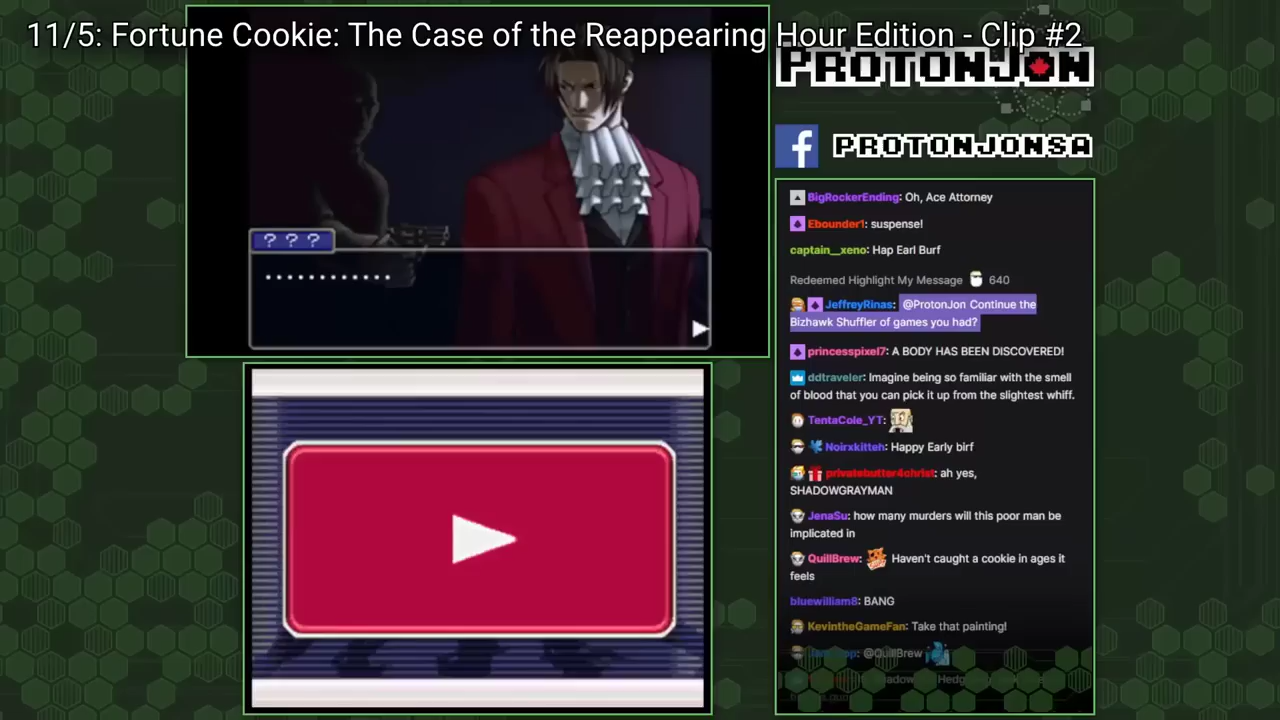 11/5: Fortune Cookie: The Case of the Reappearing Hour Edition - Clip #2
PROTONJON
PROTONJONSA
? ? ?
............
BigRockerEnding: Oh, Ace Attorney
Ebounder1: suspense!
captain__xeno: Hap Earl Burf
Redeemed Highlight My Message 640
JeffreyRinas: @ProtonJon Continue the
Bizhawk Shuffler of games you had?
princesspixel7: A BODY HAS BEEN DISCOVERED!
ddtraveler: Imagine being so familiar with the smell
of blood that you can pick it up from the slightest whiff.
TentaCole_YT:
Noirxkitteh: Happy Early birf
privatebutter4christ: ah yes,
SHADOWGRAYMAN
JenaSu: how many murders will this poor man be
implicated in
QuillBrew: Haven't caught a cookie in ages it
feels
bluewilliam8: BANG
KevintheGameFan: Take that painting!
@QuillBrew